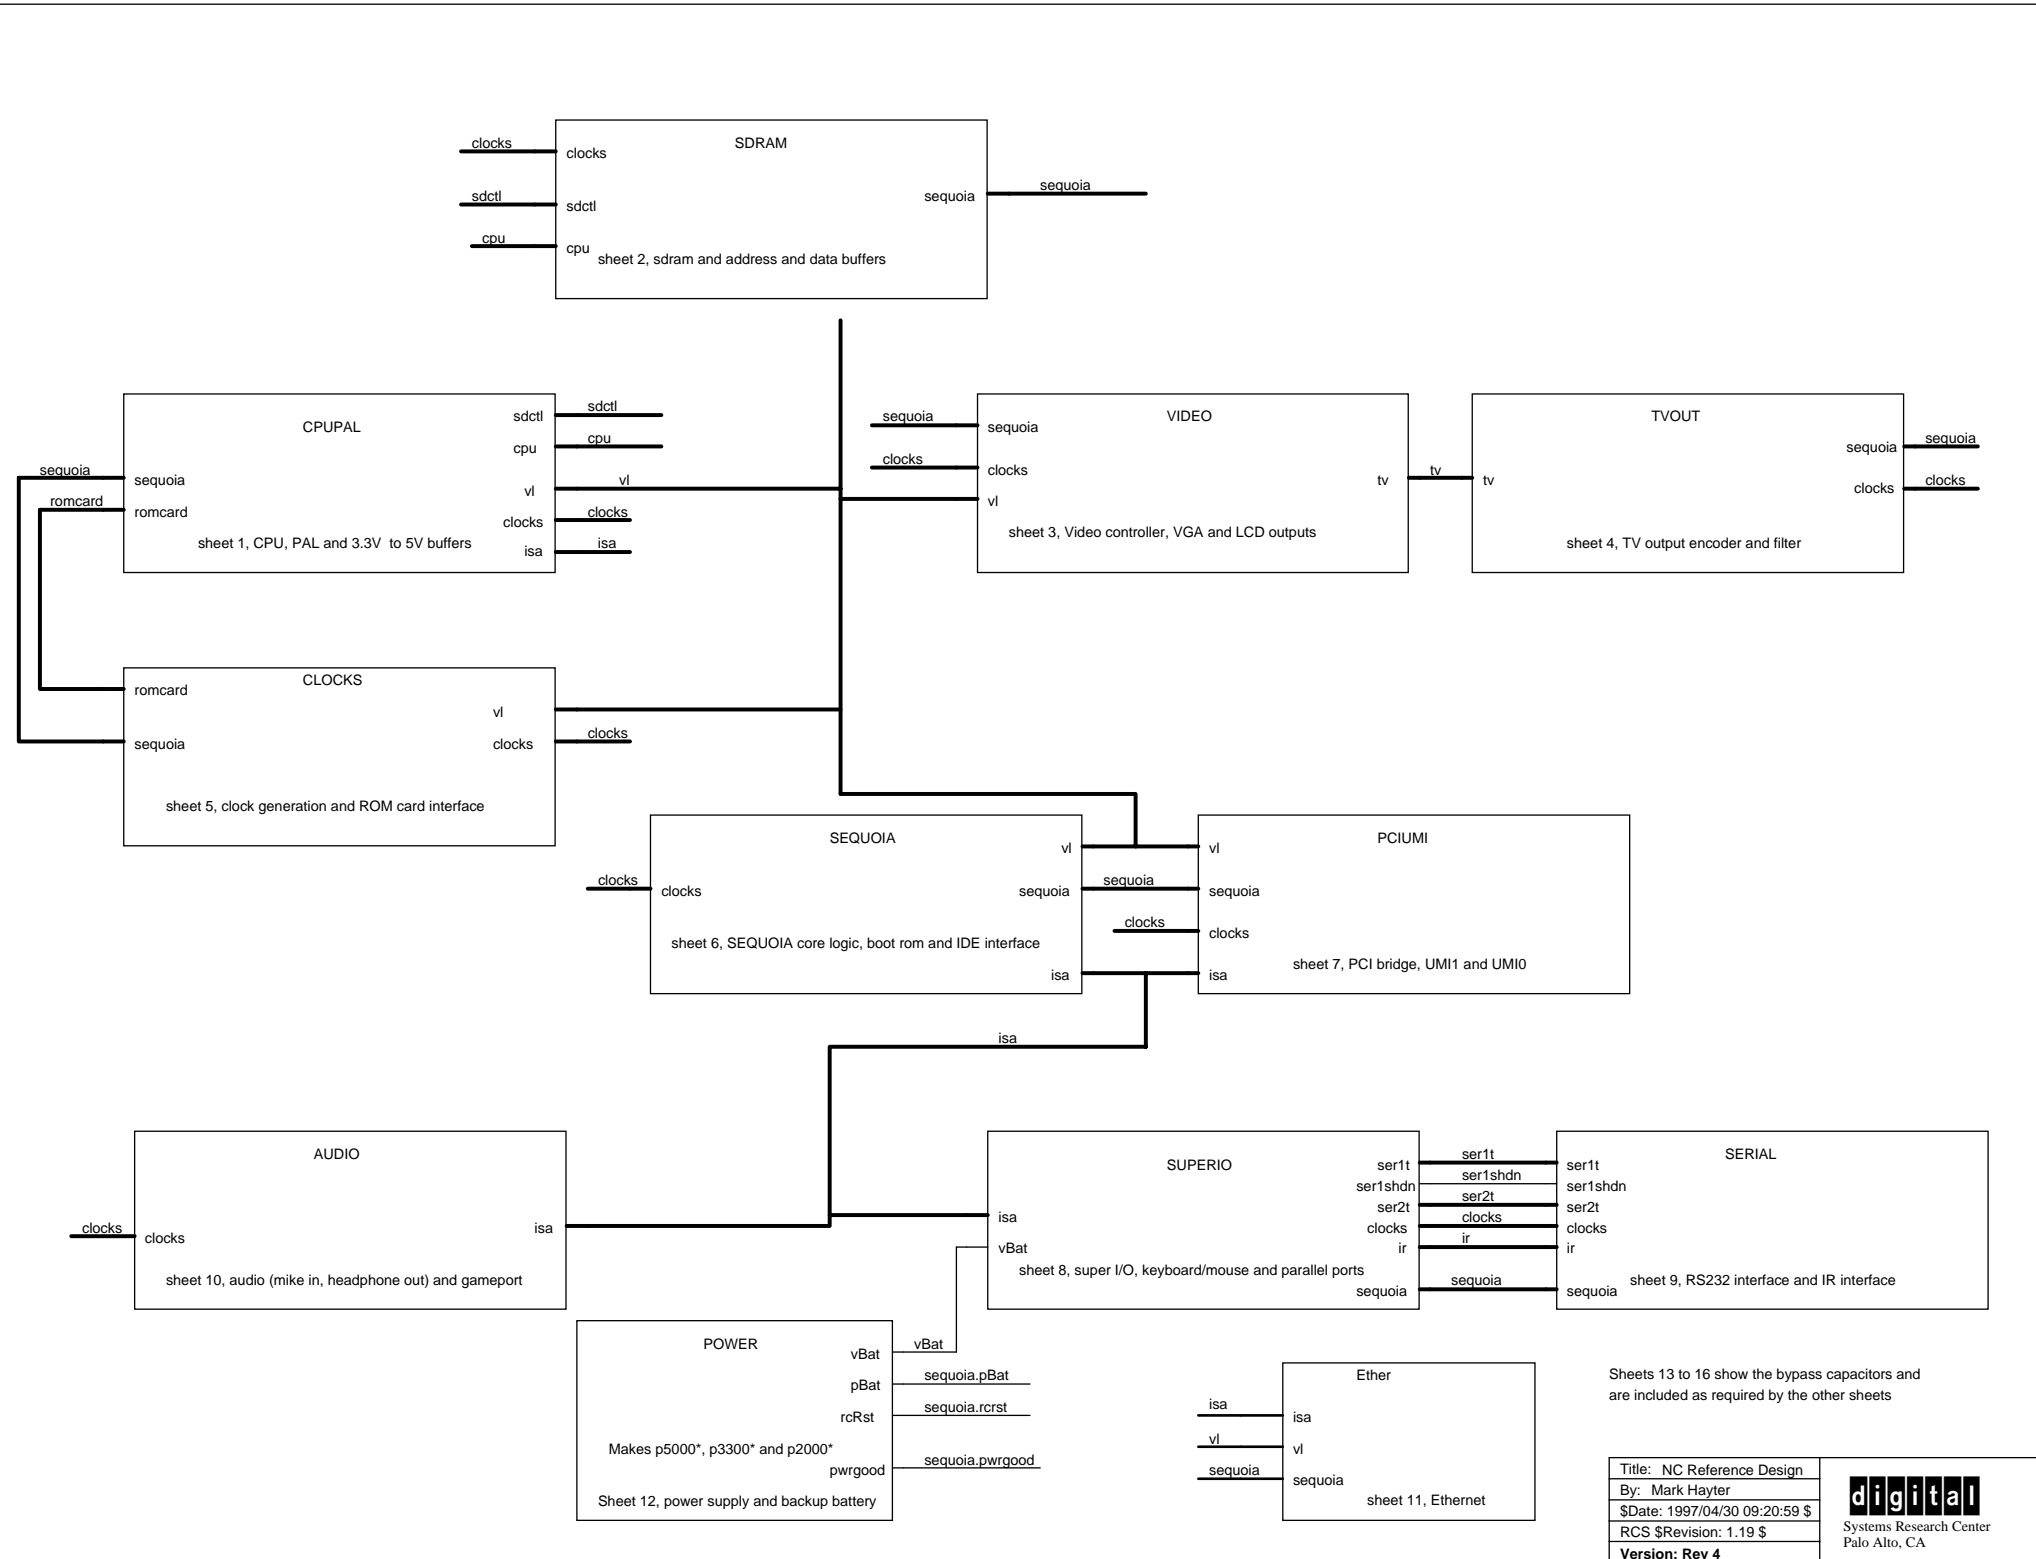 SDRAM
clocks
clocks
sdctl
sdctl
cpu
cpu
sequoia
sequoia
sheet 2, sdram and address and data buffers
CPUPAL
sequoia
sequoia
romcard
romcard
sdctl
sdctl
cpu
cpu
vl
vl
clocks
clocks
isa
isa
sheet 1, CPU, PAL and 3.3V to 5V buffers
VIDEO
sequoia
sequoia
clocks
clocks
vl
tv
tv
sheet 3, Video controller, VGA and LCD outputs
TVOUT
tv
sequoia
sequoia
clocks
clocks
sheet 4, TV output encoder and filter
CLOCKS
romcard
sequoia
vl
clocks
clocks
sheet 5, clock generation and ROM card interface
SEQUOIA
clocks
clocks
vl
sequoia
sequoia
isa
sheet 6, SEQUOIA core logic, boot rom and IDE interface
PCIUMI
vl
sequoia
clocks
clocks
isa
sheet 7, PCI bridge, UMI1 and UMI0
isa
AUDIO
clocks
clocks
isa
sheet 10, audio (mike in, headphone out) and gameport
SUPERIO
isa
vBat
ser1t
ser1shdn
ser2t
clocks
ir
sequoia
sheet 8, super I/O, keyboard/mouse and parallel ports
ser1t
ser1shdn
ser2t
clocks
ir
sequoia
SERIAL
ser1t
ser1shdn
ser2t
clocks
ir
sequoia
sheet 9, RS232 interface and IR interface
POWER
vBat
vBat
pBat
sequoia.pBat
rcRst
sequoia.rcrst
Makes p5000*, p3300* and p2000*
pwrgood
sequoia.pwrgood
Sheet 12, power supply and backup battery
Ether
isa
isa
vl
vl
sequoia
sequoia
sheet 11, Ethernet
Sheets 13 to 16 show the bypass capacitors and
are included as required by the other sheets
Title: NC Reference Design
By: Mark Hayter
$Date: 1997/04/30 09:20:59 $
RCS $Revision: 1.19 $
Version: Rev 4
digital
Systems Research Center
Palo Alto, CA